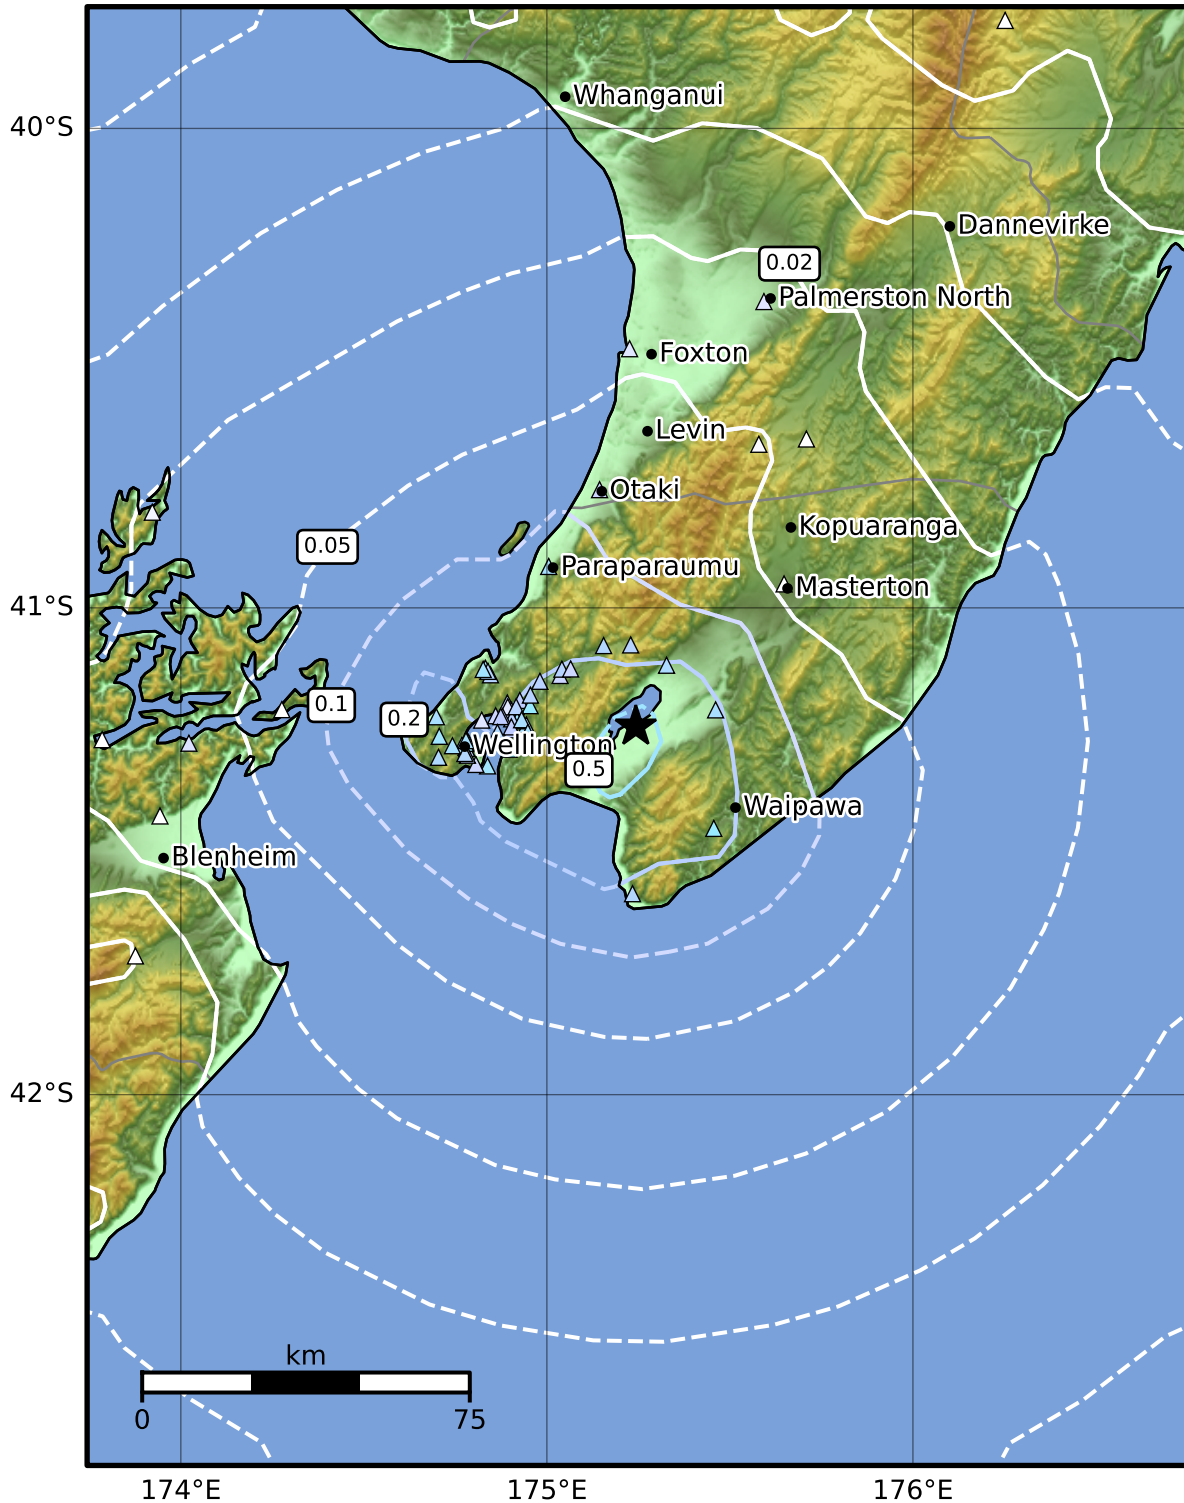 Whanganui
40°S
Dannevirke
0.02
Palmerston North
Foxton
Levin
Otaki
Kopuaranga
0.05
Paraparaumu
Masterton
41°S
0.1
0.2
Wellington
0.5
Waipawa
Blenheim
42°S
km
0 75
174°E 175°E 176°E